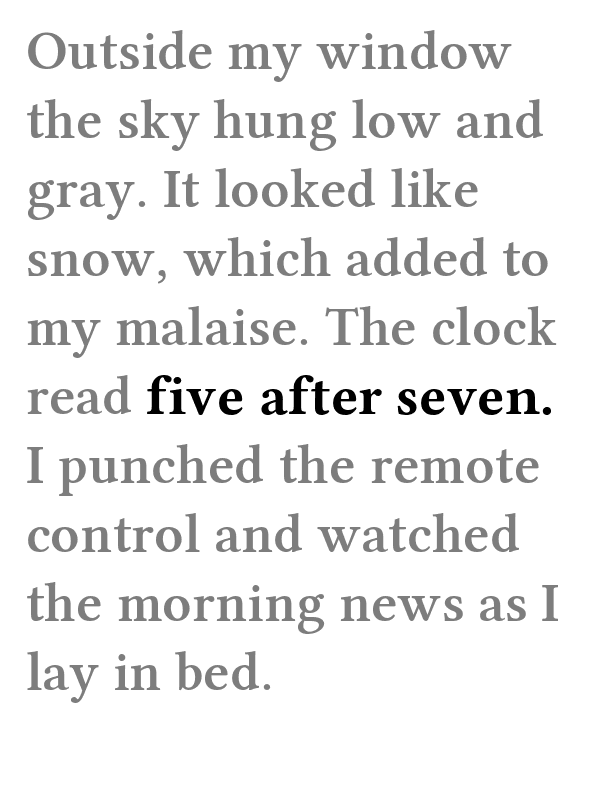 Outside my window
the sky hung low and
gray. It looked like
snow, which added to
my malaise. The clock
read five after seven.
I punched the remote
control and watched
the morning news as I
lay in bed.